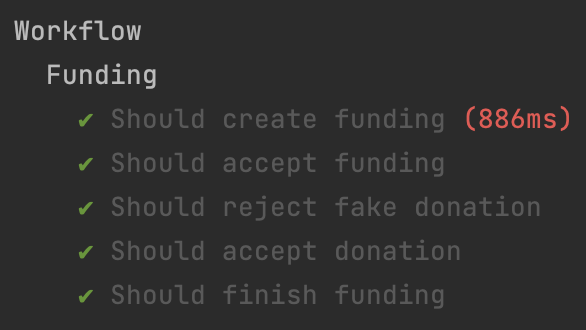 Workflow
Funding
✔ Should create funding (886ms)
✔ Should accept funding
✔ Should reject fake donation
✔ Should accept donation
✔ Should finish funding